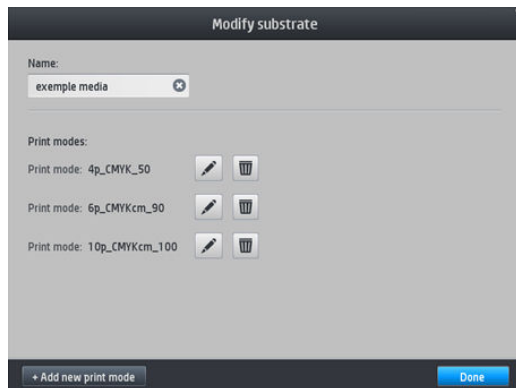 Modify substrate
Name:
exemple media
Print modes:
Print mode: 4p_CMYK_50
Print mode: 6p_CMYKcm_90
Print mode: 10p_CMYKcm_100
+ Add new print mode
Done